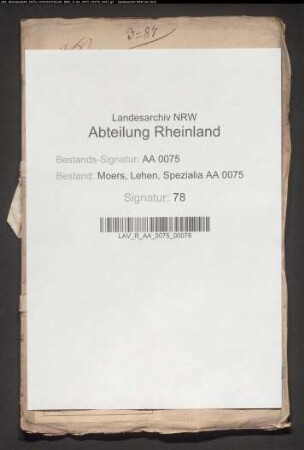 3=87
Landesarchiv NRW
Abteilung Rheinland
Bestands-Signatur: AA 0075
Bestand: Moers, Lehen, Spezialia AA 0075
Signatur: 78
LAV_R_AA_0075_00078